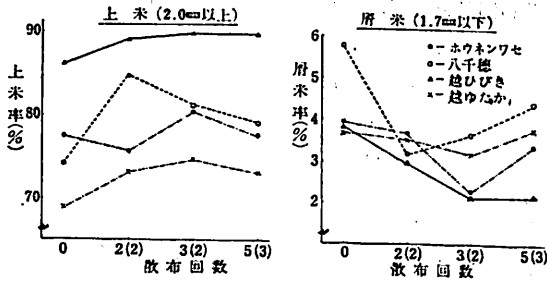 上 米 (2.0㎜以上)
90
80
70
上米率(%)
0 2(2) 3(2) 5(3)
散布回数
屑 米 (1.7㎜以下)
6
5
4
3
2
屑米率(%)
ホウネンワセ
八千穂
越ひびき
越ゆたか
0 2(2) 3(2) 5(3)
散布回数